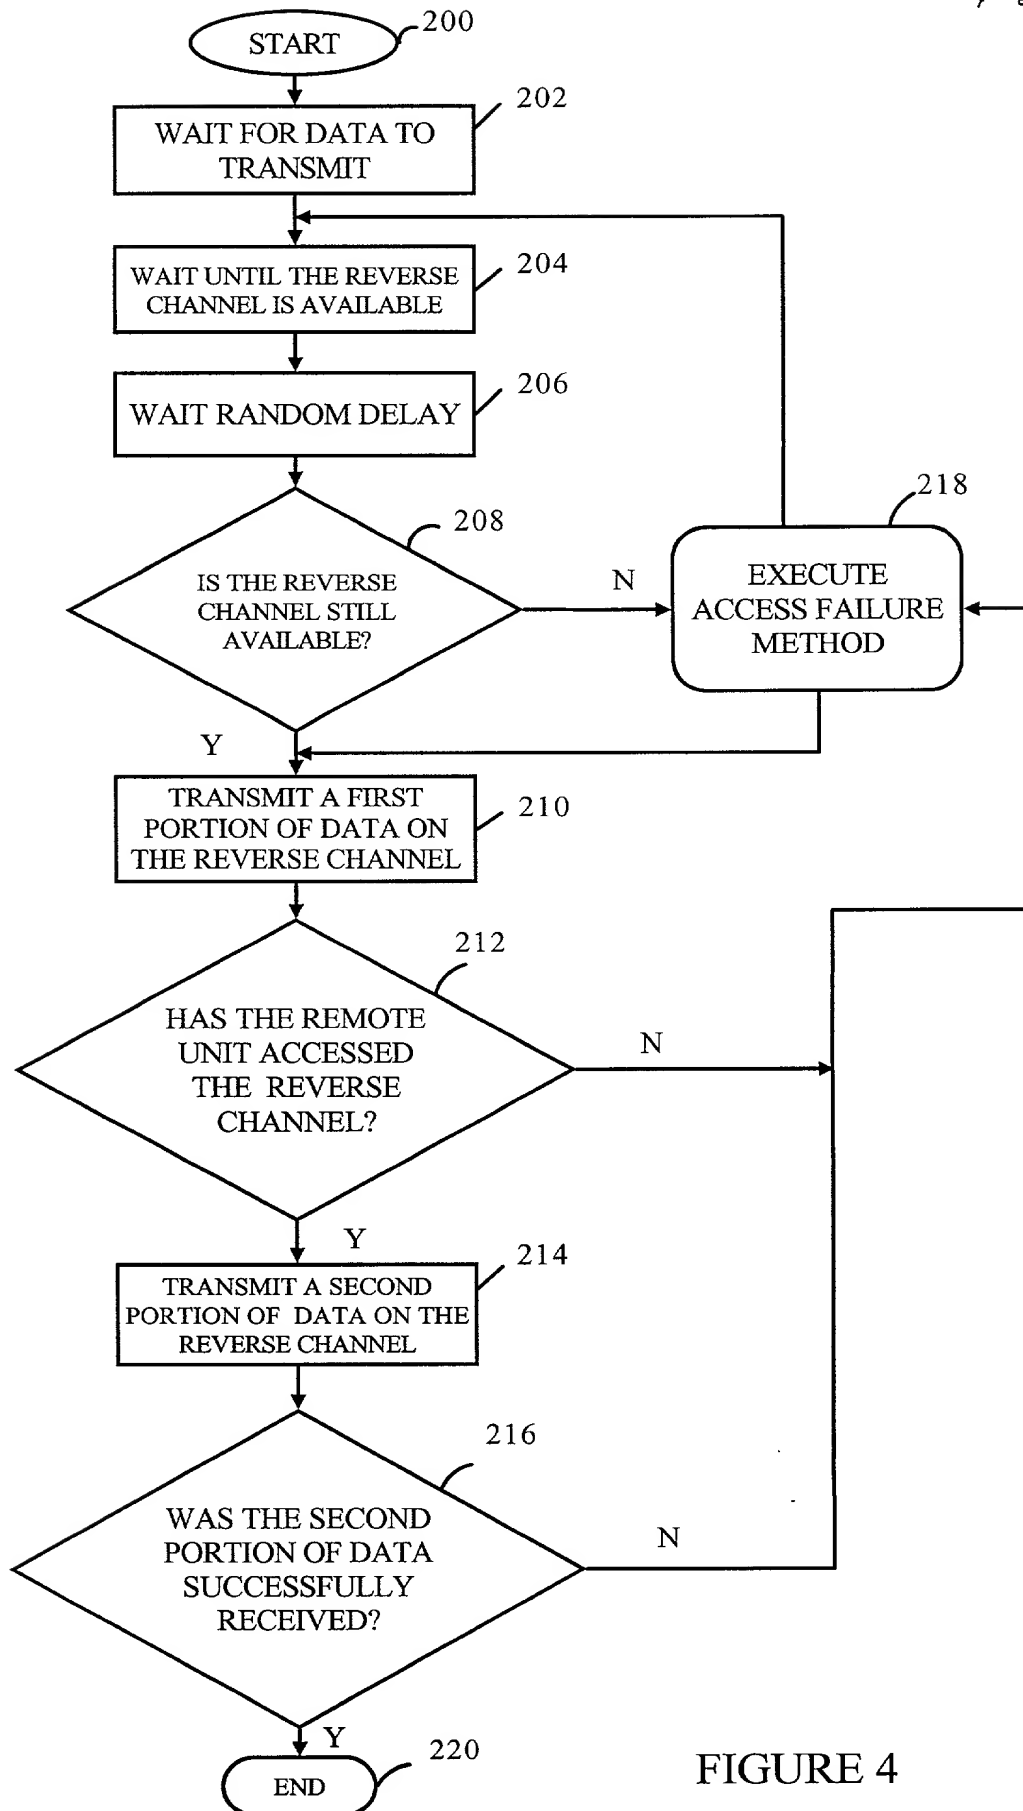 START
200
WAIT FOR DATA TO
TRANSMIT
202
WAIT UNTIL THE REVERSE
CHANNEL IS AVAILABLE
204
WAIT RANDOM DELAY
206
IS THE REVERSE
CHANNEL STILL
AVAILABLE?
208
N
EXECUTE
ACCESS FAILURE
METHOD
218
Y
TRANSMIT A FIRST
PORTION OF DATA ON
THE REVERSE CHANNEL
210
HAS THE REMOTE
UNIT ACCESSED
THE REVERSE
CHANNEL?
212
N
Y
TRANSMIT A SECOND
PORTION OF DATA ON THE
REVERSE CHANNEL
214
WAS THE SECOND
PORTION OF DATA
SUCCESSFULLY
RECEIVED?
216
N
Y
END
220
FIGURE 4